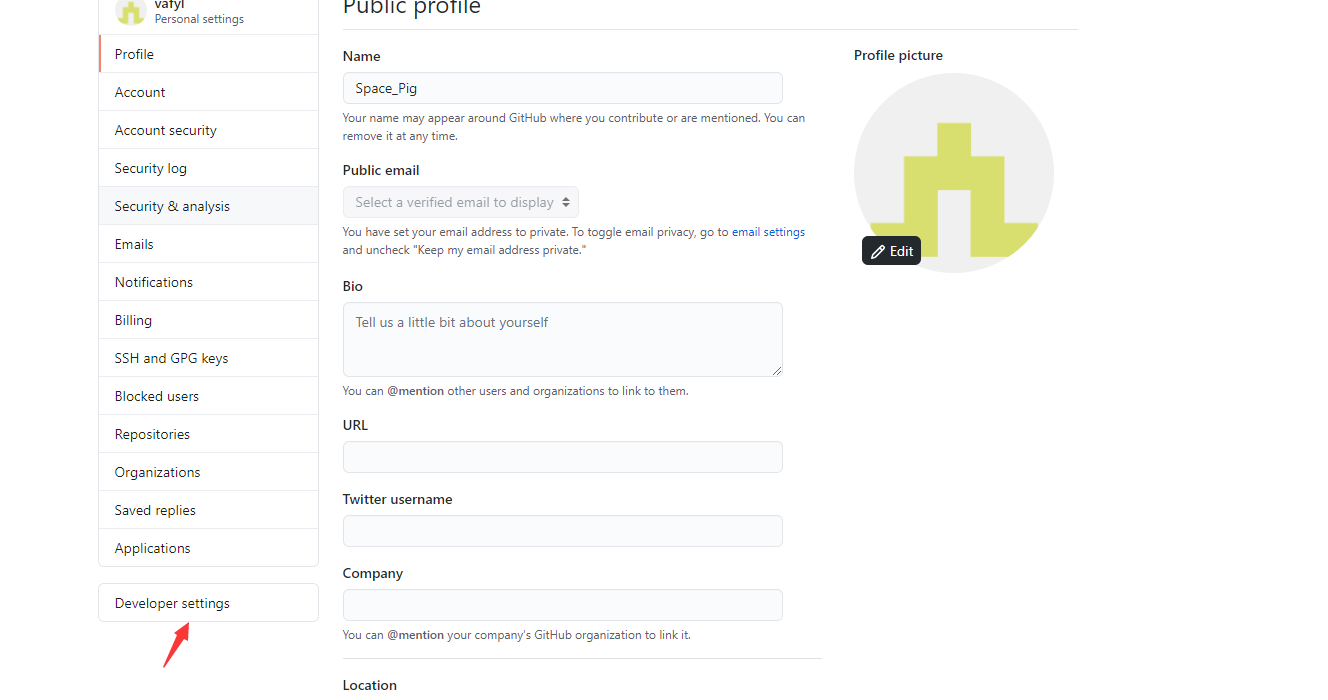 vafyl
Personal settings
Profile
Account
Account security
Security log
Security & analysis
Emails
Notifications
Billing
SSH and GPG keys
Blocked users
Repositories
Organizations
Saved replies
Applications
Developer settings
Public profile
Name
Space_Pig
Your name may appear around GitHub where you contribute or are mentioned. You can
remove it at any time.
Public email
Select a verified email to display
You have set your email address to private. To toggle email privacy, go to email settings
and uncheck "Keep my email address private."
Bio
Tell us a little bit about yourself
You can @mention other users and organizations to link to them.
URL
Twitter username
Company
You can @mention your company's GitHub organization to link it.
Location
Profile picture
Edit